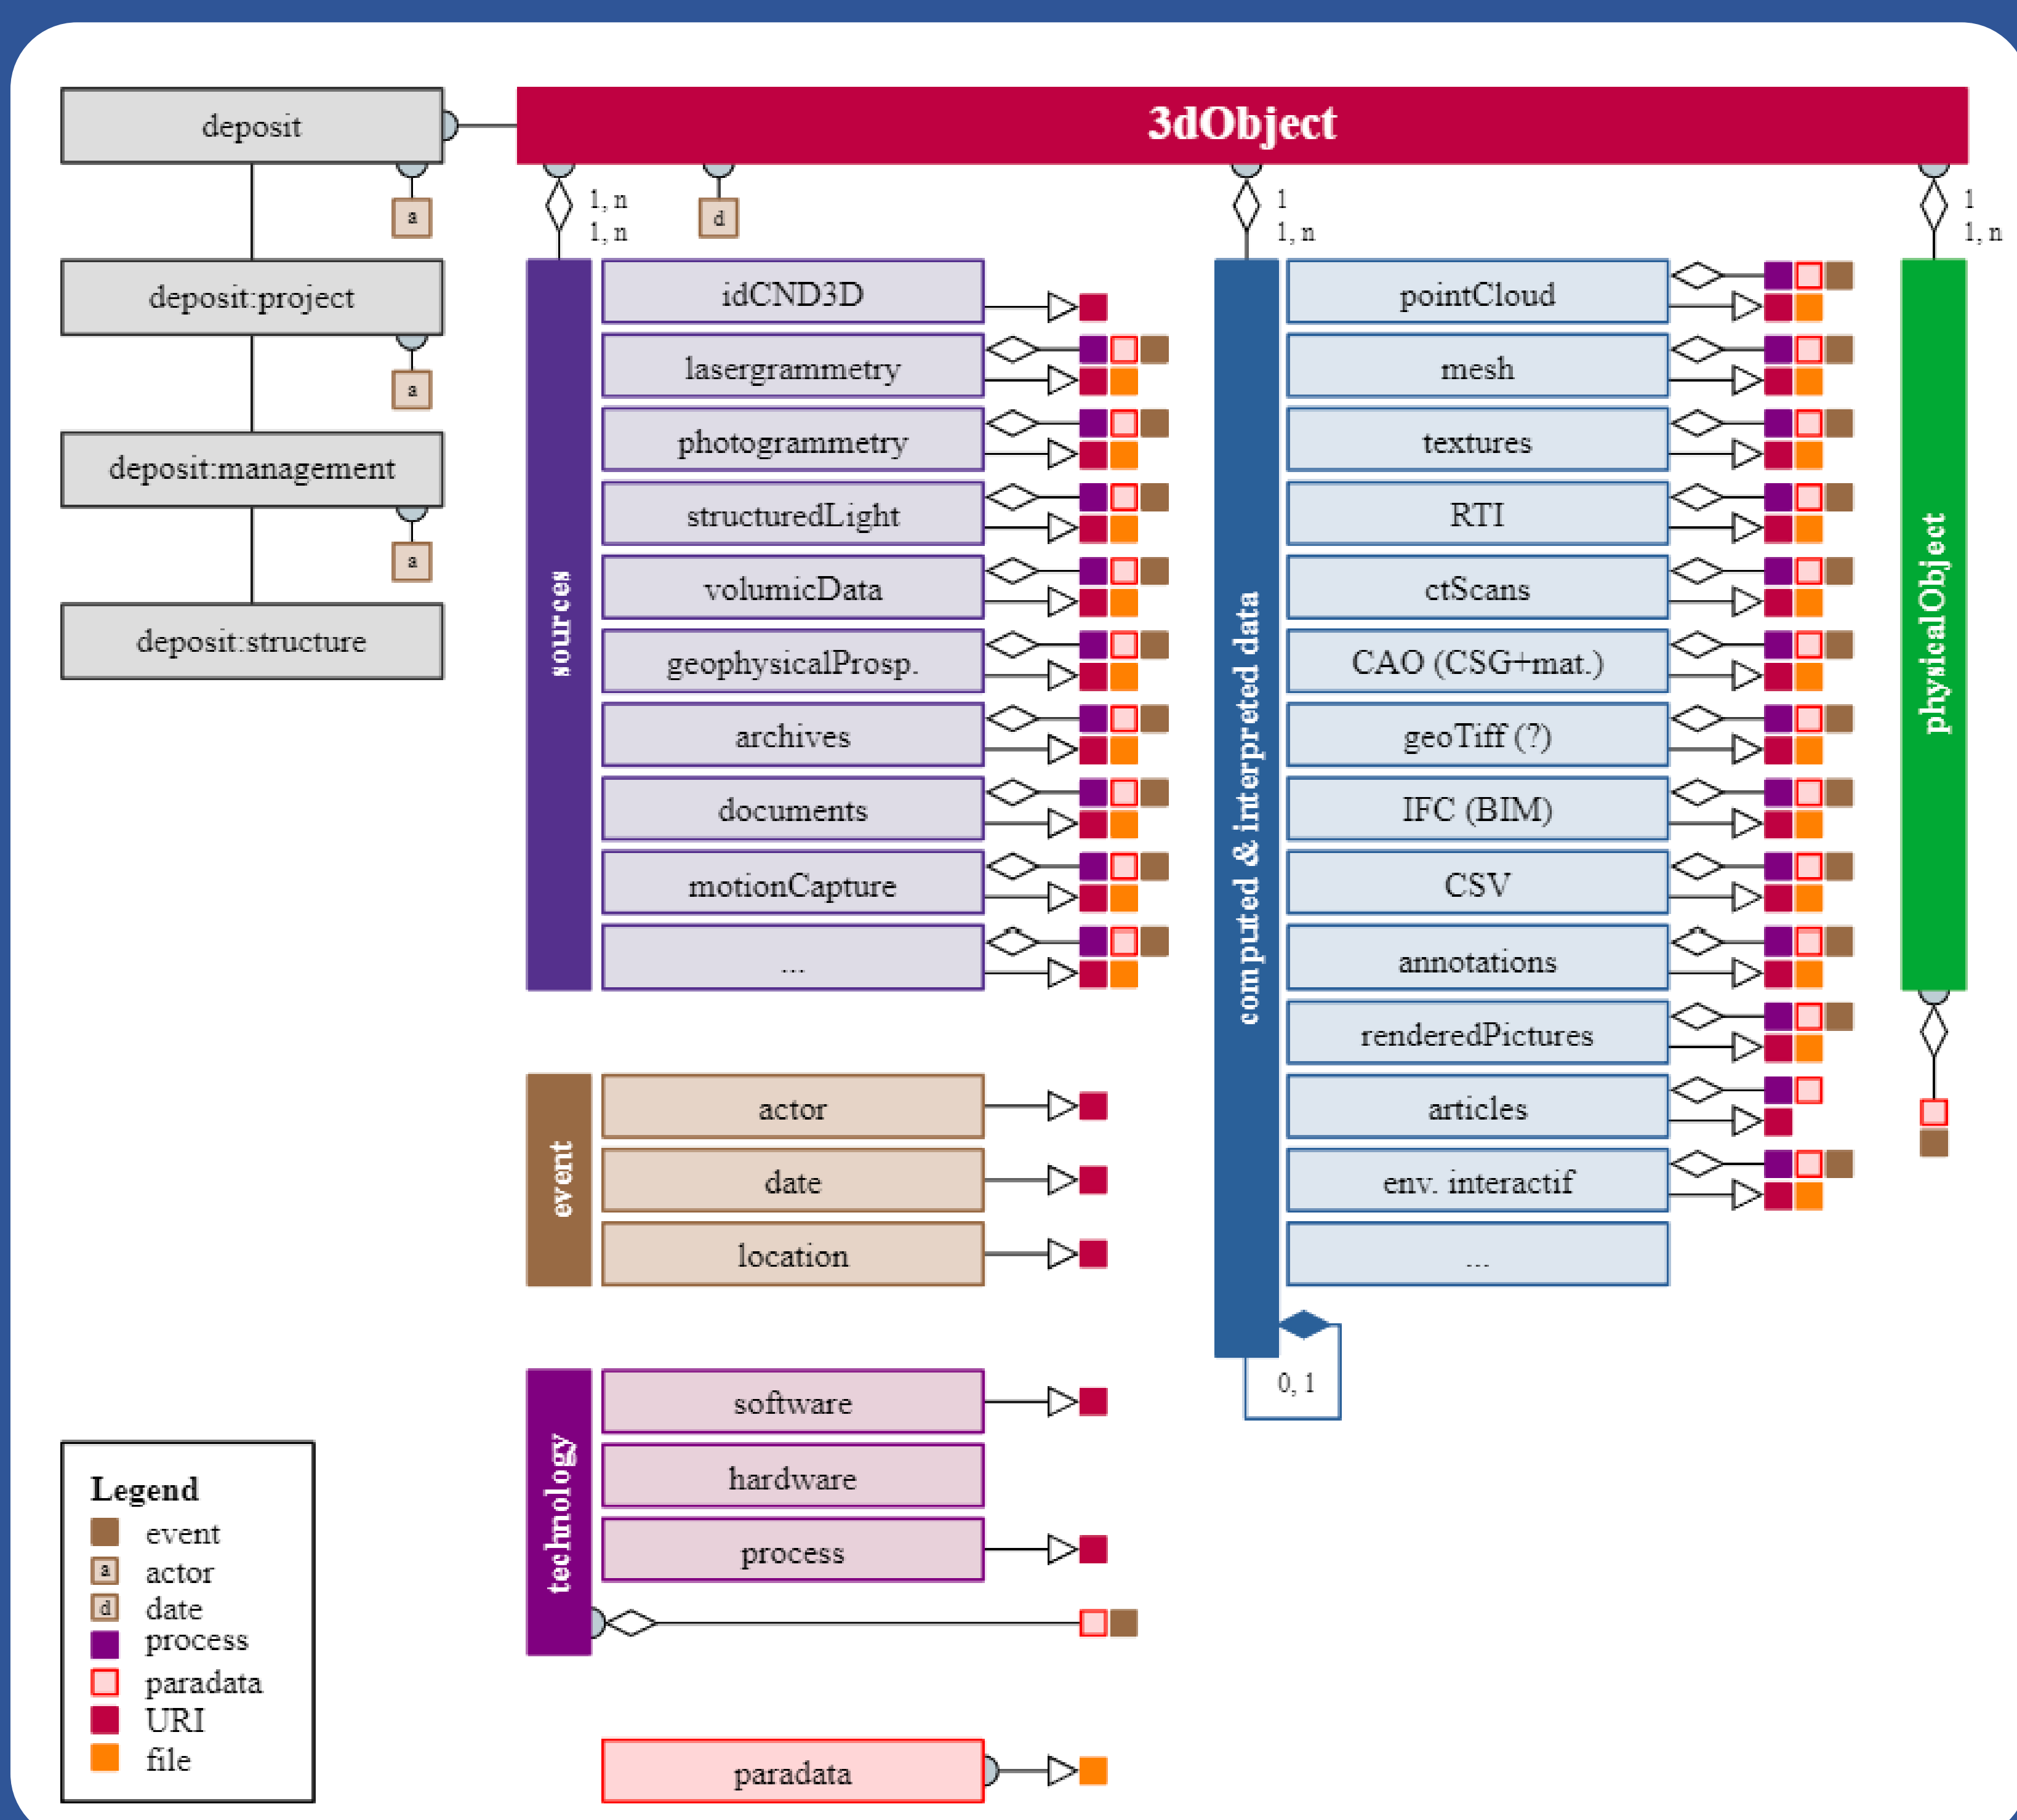 deposit
3dObject
a
1, n
1, n
d
1
1, n
1
1, n
deposit:project
a
deposit:management
a
deposit:structure
sources
idCND3D
lasergrammetry
photogrammetry
structuredLight
volumicData
geophysicalProsp.
archives
documents
motionCapture
...
computed & interpreted data
pointCloud
mesh
textures
RTI
ctScans
CAO (CSG+mat.)
geoTiff (?)
IFC (BIM)
CSV
annotations
renderedPictures
articles
env. interactif
...
0, 1
physicalObject
event
actor
date
location
technology
software
hardware
process
paradata
Legend
event
a actor
d date
process
paradata
URI
file